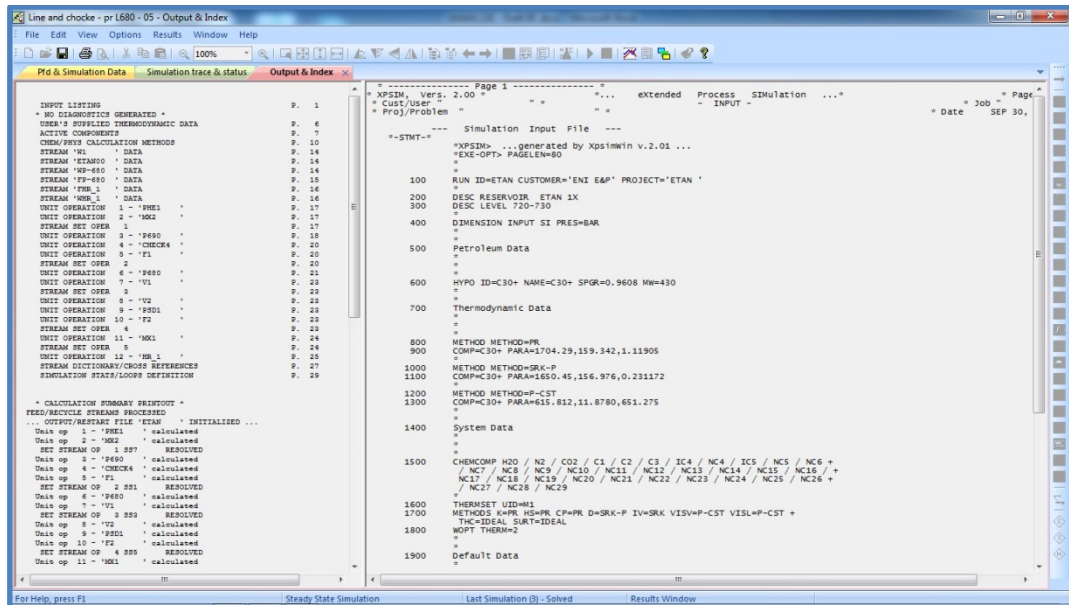 Line and chocke - pr L680 - 05 - Output & Index
File Edit View Options Results Window Help
100%
Pfd & Simulation Data Simulation trace & status Output & Index
INPUT LISTING P. 1
* NO DIAGNOSTICS GENERATED *
USER'S SUPPLIED THERMODYNAMIC DATA P. 6
ACTIVE COMPONENTS P. 7
CHEM/PHYS CALCULATION METHODS P. 10
STREAM 'W1 ' DATA P. 14
STREAM 'ETAN00 ' DATA P. 14
STREAM 'WP-680 ' DATA P. 14
STREAM 'FP-680 ' DATA P. 15
STREAM 'FHR_1 ' DATA P. 16
STREAM 'WHR_1 ' DATA P. 16
UNIT OPERATION 1 - 'PHE1 ' P. 17
UNIT OPERATION 2 - 'MX2 ' P. 17
STREAM SET OPER 1 P. 17
UNIT OPERATION 3 - 'P690 ' P. 18
UNIT OPERATION 4 - 'CHECK4 ' P. 20
UNIT OPERATION 5 - 'F1 ' P. 20
STREAM SET OPER 2 P. 20
UNIT OPERATION 6 - 'P680 ' P. 21
UNIT OPERATION 7 - 'V1 ' P. 23
STREAM SET OPER 3 P. 23
UNIT OPERATION 8 - 'V2 ' P. 23
UNIT OPERATION 9 - 'PSD1 ' P. 23
UNIT OPERATION 10 - 'F2 ' P. 23
STREAM SET OPER 4 P. 23
UNIT OPERATION 11 - 'MX1 ' P. 24
STREAM SET OPER 5 P. 24
UNIT OPERATION 12 - 'HR_1 ' P. 25
STREAM DICTIONARY/CROSS REFERENCES P. 27
SIMULATION STATS/LOOPS DEFINITION P. 29
* CALCULATION SUMMARY PRINTOUT *
FEED/RECYCLE STREAMS PROCESSED
... OUTPUT/RESTART FILE 'ETAN ' INITIALIZED ...
Unit op 1 - 'PHE1 ' calculated
Unit op 2 - 'MX2 ' calculated
SET STREAM OP 1 SS7 RESOLVED
Unit op 3 - 'P690 ' calculated
Unit op 4 - 'CHECK4 ' calculated
Unit op 5 - 'F1 ' calculated
SET STREAM OP 2 SS1 RESOLVED
Unit op 6 - 'P680 ' calculated
Unit op 7 - 'V1 ' calculated
SET STREAM OP 3 SS3 RESOLVED
Unit op 8 - 'V2 ' calculated
Unit op 9 - 'PSD1 ' calculated
Unit op 10 - 'F2 ' calculated
SET STREAM OP 4 SS5 RESOLVED
Unit op 11 - 'MX1 ' calculated
* --------------- Page 1 --------------- *
* XPSIM, Vers. 2.00 * *... eXtended Process SIMulation ...* * Page
* Cust/User " " * - INPUT - * Job "
* Proj/Problem " " * * Date SEP 30,
--- Simulation Input File ---
*-STMT-*
*XPSIM> ...generated by XpsimWin v.2.01 ...
*EXE-OPT> PAGELEN=80
*
100 RUN ID=ETAN CUSTOMER='ENI E&P' PROJECT='ETAN '
*
200 DESC RESERVOIR ETAN 1X
300 DESC LEVEL 720-730
*
400 DIMENSION INPUT SI PRES=BAR
*
*
500 Petroleum Data
*
*
*
600 HYPO ID=C30+ NAME=C30+ SPGR=0.9608 MW=430
*
*
700 Thermodynamic Data
*
*
*
800 METHOD METHOD=PR
900 COMP=C30+ PARA=1704.29,159.342,1.11905
*
1000 METHOD METHOD=SRK-P
1100 COMP=C30+ PARA=1650.45,156.976,0.231172
*
1200 METHOD METHOD=P-CST
1300 COMP=C30+ PARA=615.812,11.8780,651.275
*
*
1400 System Data
*
*
*
1500 CHEMCOMP H2O / N2 / CO2 / C1 / C2 / C3 / IC4 / NC4 / IC5 / NC5 / NC6 +
/ NC7 / NC8 / NC9 / NC10 / NC11 / NC12 / NC13 / NC14 / NC15 / NC16 / +
NC17 / NC18 / NC19 / NC20 / NC21 / NC22 / NC23 / NC24 / NC25 / NC26 +
/ NC27 / NC28 / NC29
*
1600 THERMSET UID=M1
1700 METHODS K=PR HS=PR CP=PR D=SRK-P IV=SRK VISV=P-CST VISL=P-CST +
THC=IDEAL SURT=IDEAL
1800 WOPT THERM=2
*
*
1900 Default Data
*
For Help, press F1 Steady State Simulation Last Simulation (3) - Solved Results Window